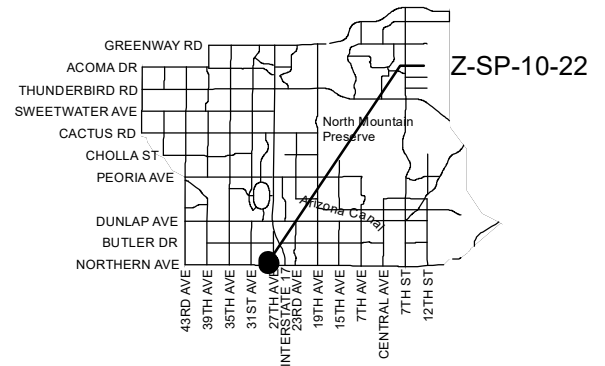 GREENWAY RD
ACOMA DR
Z-SP-10-22
THUNDERBIRD RD
SWEETWATER AVE
North Mountain
Preserve
CACTUS RD
CHOLLA ST
PEORIA AVE
Arizona Canal
DUNLAP AVE
BUTLER DR
NORTHERN AVE
43RD AVE
39TH AVE
35TH AVE
31ST AVE
27TH AVE
INTERSTATE 17
23RD AVE
19TH AVE
15TH AVE
7TH AVE
CENTRAL AVE
7TH ST
12TH ST